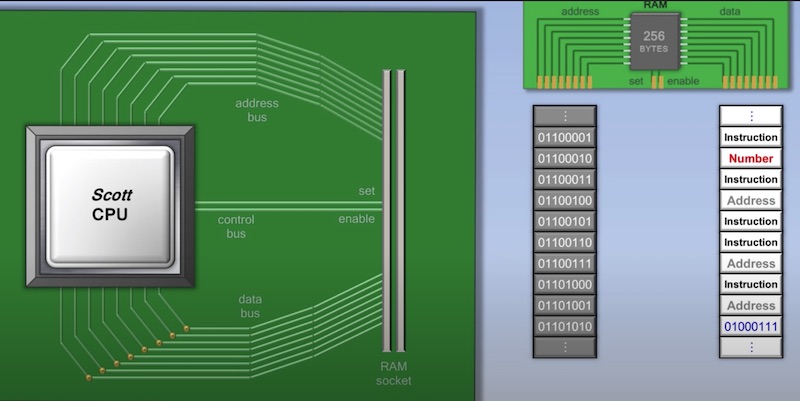 RAM
address
data
256
BYTES
set
enable
address
bus
Scott
CPU
set
control
bus
enable
data
bus
RAM
socket
⋮ ⋮
01100001 Instruction
01100010 Number
01100011 Instruction
01100100 Address
01100101 Instruction
01100110 Instruction
01100111 Address
01101000 Instruction
01101001 Address
01101010 01000111
⋮ ⋮